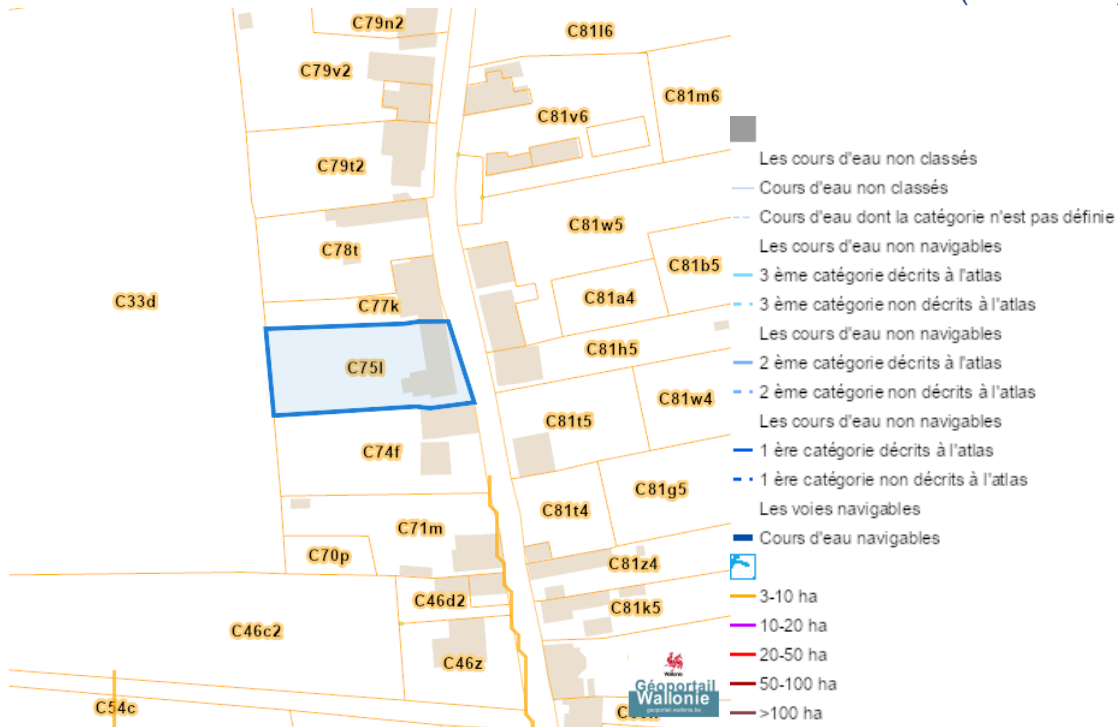 C79n2
C81l6
C79v2
C81m6
C81v6
C79t2
C81w5
C78t
C81b5
C33d
C81a4
C77k
C81h5
C75l
C81w4
C81t5
C74f
C81g5
C81t4
C71m
C70p
C81z4
C46d2
C81k5
C46c2
C46z
C54c
Wallonie
Géoportail
Wallonie
geoportail.wallonie.be
Les cours d'eau non classés
Cours d'eau non classés
Cours d'eau dont la catégorie n'est pas définie
Les cours d'eau non navigables
3 ème catégorie décrits à l'atlas
3 ème catégorie non décrits à l'atlas
Les cours d'eau non navigables
2 ème catégorie décrits à l'atlas
2 ème catégorie non décrits à l'atlas
Les cours d'eau non navigables
1 ère catégorie décrits à l'atlas
1 ère catégorie non décrits à l'atlas
Les voies navigables
Cours d'eau navigables
3-10 ha
10-20 ha
20-50 ha
50-100 ha
>100 ha